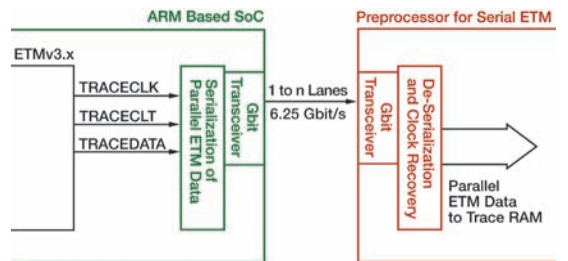 ARM Based SoC
Preprocessor for Serial ETM
ETMv3.x
TRACECLK
TRACECLT
TRACEDATA
Serialization of
Parallel ETM Data
Gbit
Transceiver
1 to n Lanes
6.25 Gbit/s
Gbit
Transceiver
De-Serialization
and Clock Recovery
Parallel
ETM Data
to Trace RAM